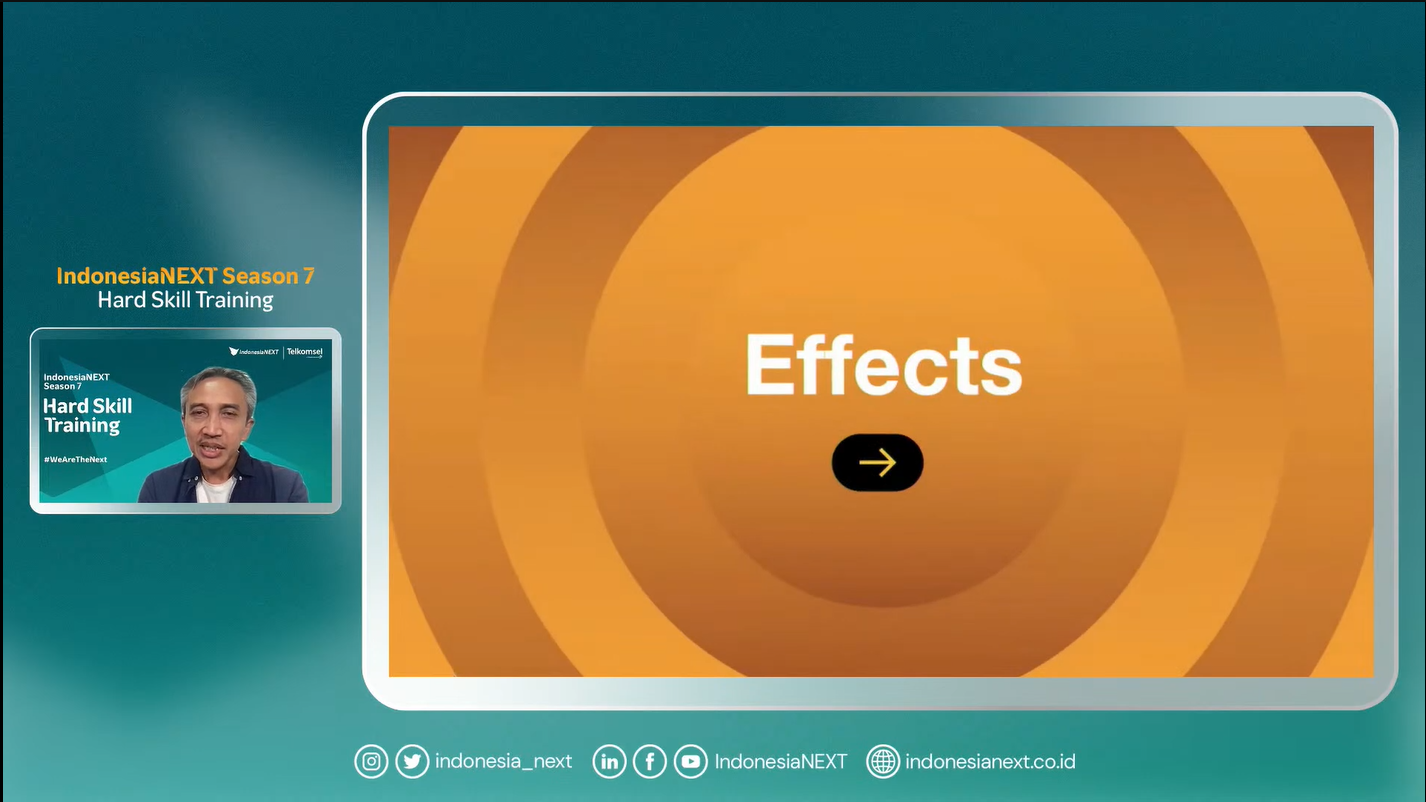 IndonesiaNEXT Season 7
Hard Skill Training
IndonesiaNEXT | Telkomsel
IndonesiaNEXT
Season 7
Hard Skill
Training
#WeAreTheNext
Effects
indonesia_next
IndonesiaNEXT
indonesianext.co.id